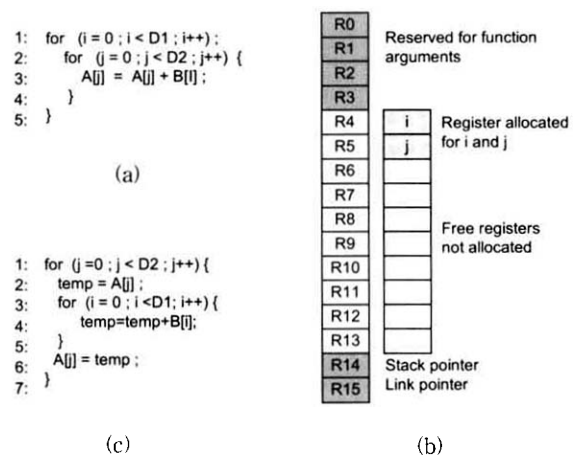 1: for (i = 0 ; i < D1 ; i++) ;
2: for (j = 0 ; j < D2 ; j++) {
3: A[j] = A[j] + B[I] ;
4: }
5: }
(a)
1: for (j =0 ; j < D2 ; j++) {
2: temp = A[j] ;
3: for (i = 0 ; i <D1; i++) {
4: temp=temp+B[i];
5: }
6: A[j] = temp ;
7: }
(c)
R0
R1
R2
R3
R4
R5
R6
R7
R8
R9
R10
R11
R12
R13
R14
R15
i
j
Reserved for function
arguments
Register allocated
for i and j
Free registers
not allocated
Stack pointer
Link pointer
(b)